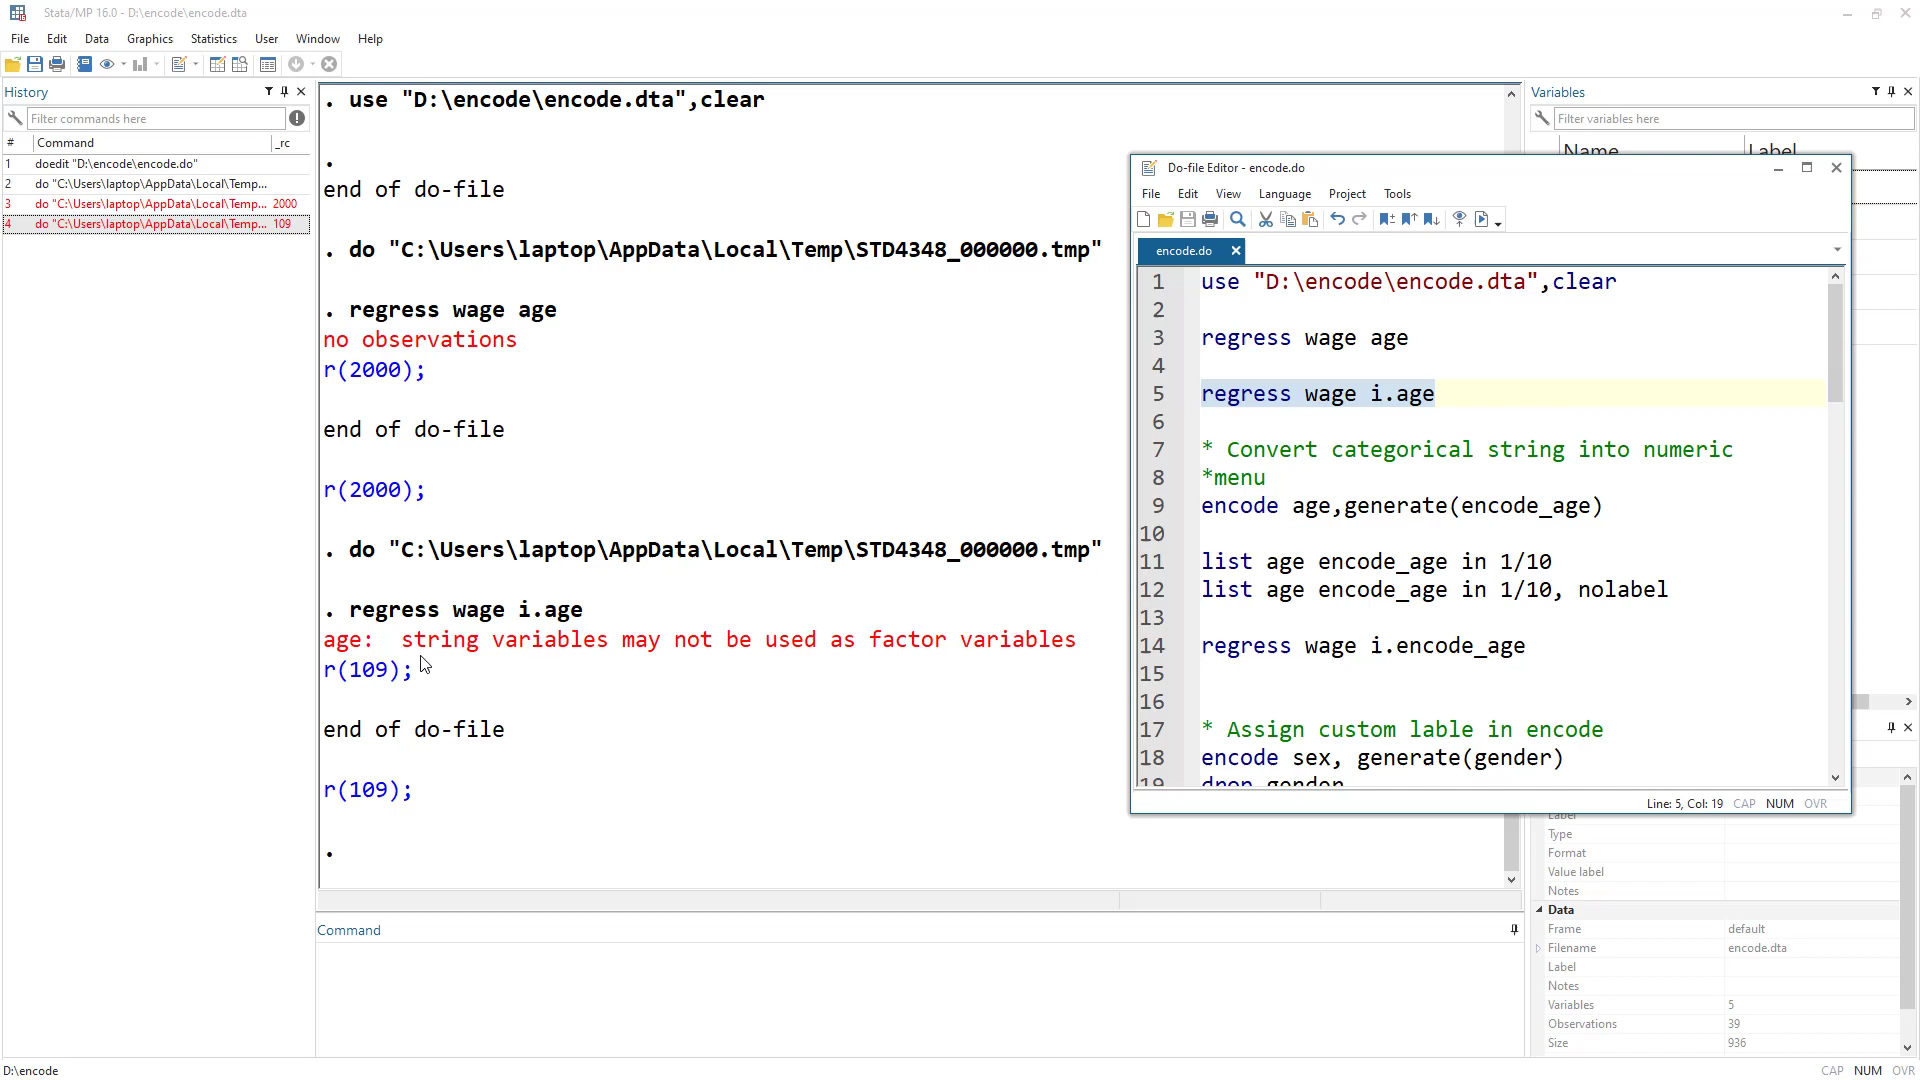 Stata/MP 16.0 - D:\encode\encode.dta
File Edit Data Graphics Statistics User Window Help
History
Filter commands here
# Command _rc
1 doedit "D:\encode\encode.do"
2 do "C:\Users\laptop\AppData\Local\Temp...
3 do "C:\Users\laptop\AppData\Local\Temp... 2000
4 do "C:\Users\laptop\AppData\Local\Temp... 109
. use "D:\encode\encode.dta",clear
.
end of do-file
. do "C:\Users\laptop\AppData\Local\Temp\STD4348_000000.tmp"
. regress wage age
no observations
r(2000);
end of do-file
r(2000);
. do "C:\Users\laptop\AppData\Local\Temp\STD4348_000000.tmp"
. regress wage i.age
age:  string variables may not be used as factor variables
r(109);
end of do-file
r(109);
.
Command
Variables
Filter variables here
Name Label
Do-file Editor - encode.do
File Edit View Language Project Tools
encode.do
1 use "D:\encode\encode.dta",clear
2
3 regress wage age
4
5 regress wage i.age
6
7 * Convert categorical string into numeric
8 *menu
9 encode age,generate(encode_age)
10
11 list age encode_age in 1/10
12 list age encode_age in 1/10, nolabel
13
14 regress wage i.encode_age
15
16
17 * Assign custom lable in encode
18 encode sex, generate(gender)
19 drop gender
Line: 5, Col: 19 CAP NUM OVR
Label
Type
Format
Value label
Notes
Data
Frame default
Filename encode.dta
Label
Notes
Variables 5
Observations 39
Size 936
D:\encode
CAP NUM OVR